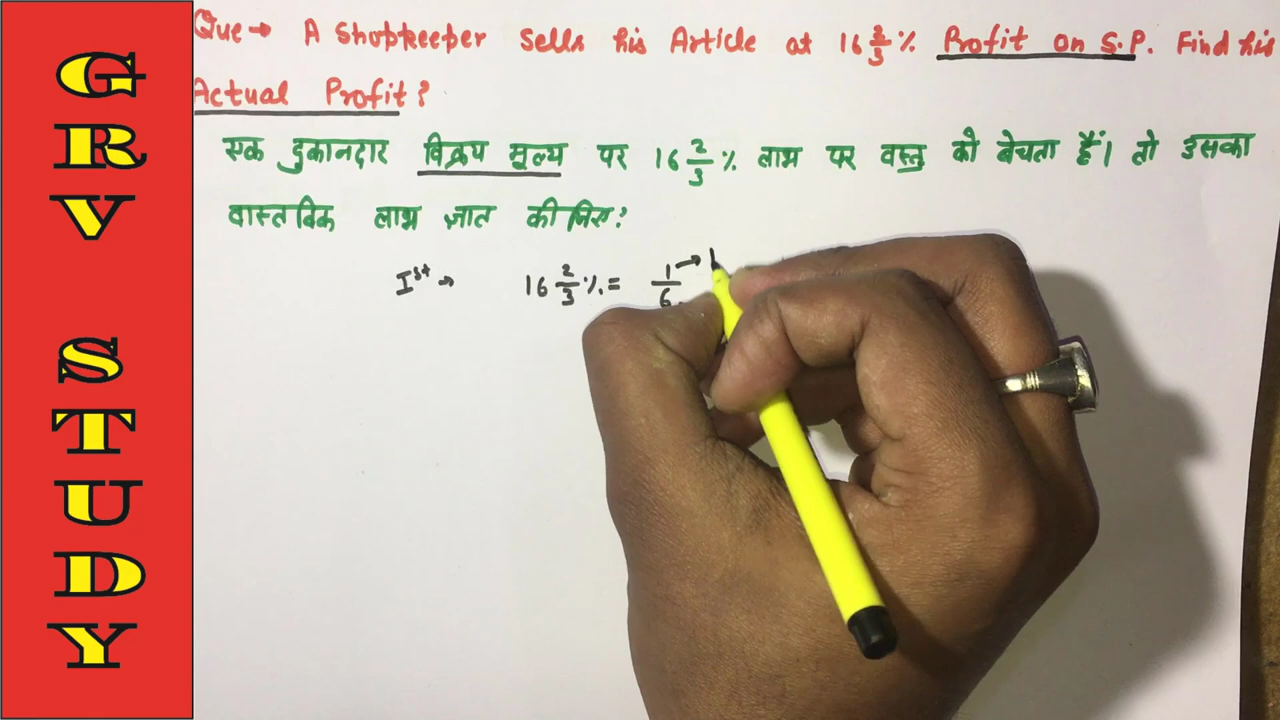 GRV STUDY
Que→ A Shopkeeper Sells his Article at 16 2/3 % Profit on S.P. Find his
Actual Profit?
एक दुकानदार विक्रय मूल्य पर 16 2/3 % लाभ पर वस्तु को बेचता हैं। तो उसका
वास्तविक लाभ ज्ञात कीजिए?
Ist → 16 2/3 % = 1/6 →